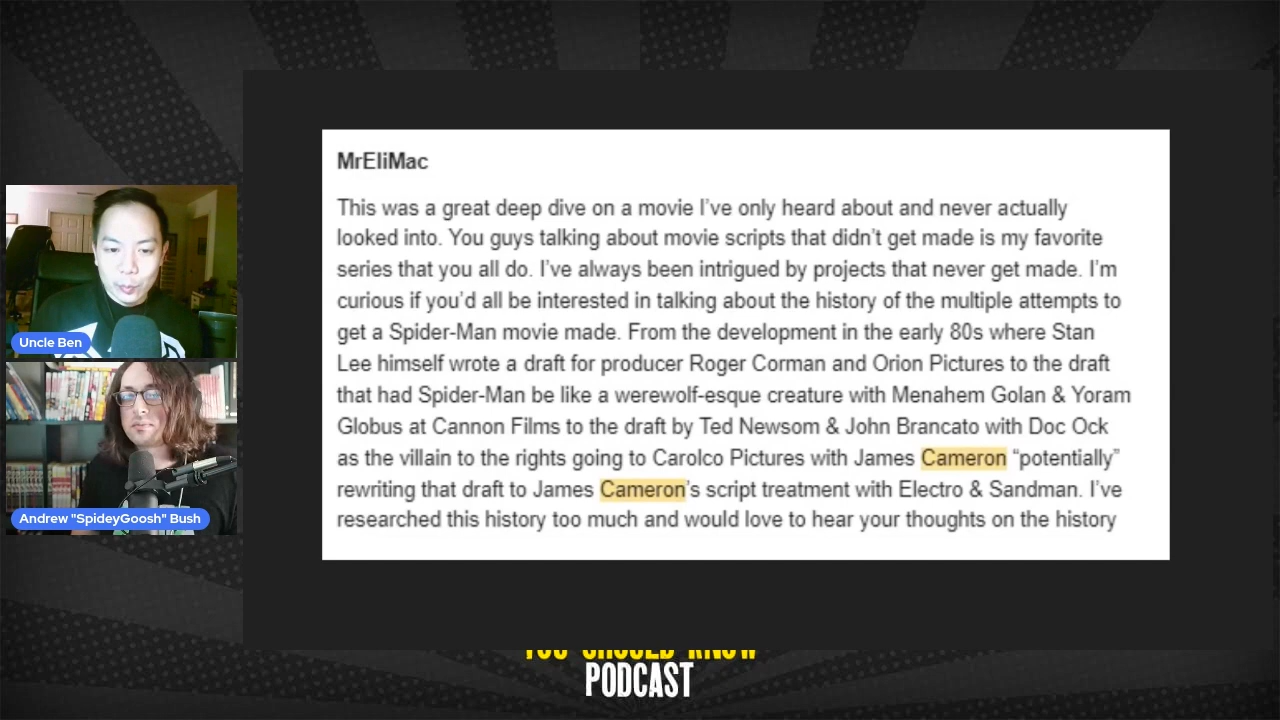 MrEliMac
This was a great deep dive on a movie I've only heard about and never actually
looked into. You guys talking about movie scripts that didn't get made is my favorite
series that you all do. I've always been intrigued by projects that never get made. I'm
curious if you'd all be interested in talking about the history of the multiple attempts to
get a Spider-Man movie made. From the development in the early 80s where Stan
Lee himself wrote a draft for producer Roger Corman and Orion Pictures to the draft
that had Spider-Man be like a werewolf-esque creature with Menahem Golan & Yoram
Globus at Cannon Films to the draft by Ted Newsom & John Brancato with Doc Ock
as the villain to the rights going to Carolco Pictures with James Cameron “potentially”
rewriting that draft to James Cameron's script treatment with Electro & Sandman. I've
researched this history too much and would love to hear your thoughts on the history
Uncle Ben
Andrew "SpideyGoosh" Bush
YOU SHOULD KNOW
PODCAST